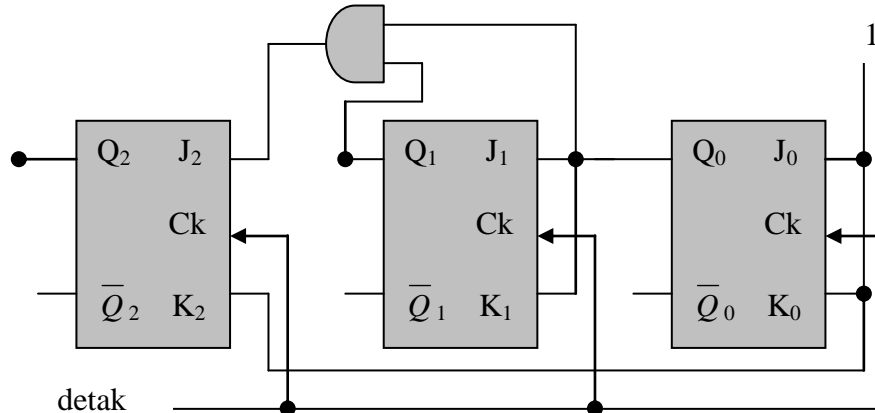 1
Q₂ J₂ Q₁ J₁ Q₀ J₀
Ck Ck Ck
Q̅₂ K₂ Q̅₁ K₁ Q̅₀ K₀
detak